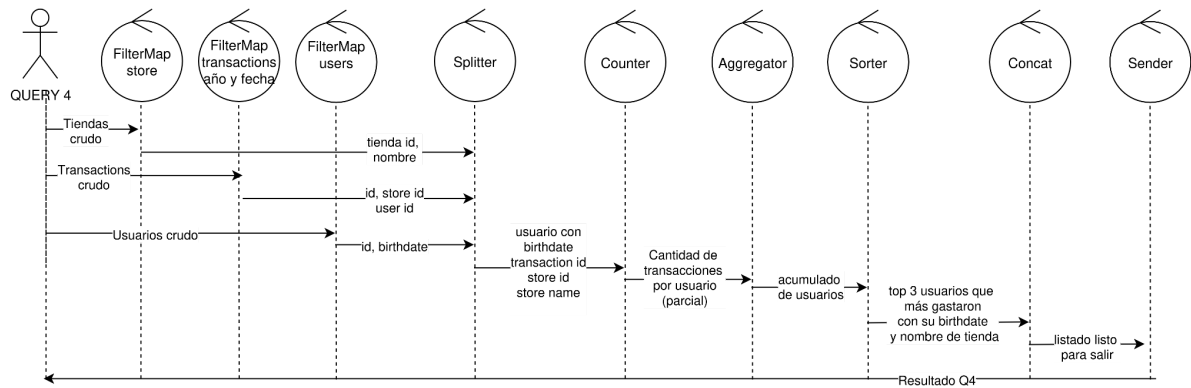 QUERY 4
FilterMap
store
FilterMap
transactions
año y fecha
FilterMap
users
Splitter
Counter
Aggregator
Sorter
Concat
Sender
Tiendas
crudo
tienda id,
nombre
Transactions
crudo
id, store id
user id
Usuarios crudo
id, birthdate
usuario con
birthdate
transaction id
store id
store name
Cantidad de
transacciones
por usuario
(parcial)
acumulado
de usuarios
top 3 usuarios que
más gastaron
con su birthdate
y nombre de tienda
listado listo
para salir
Resultado Q4